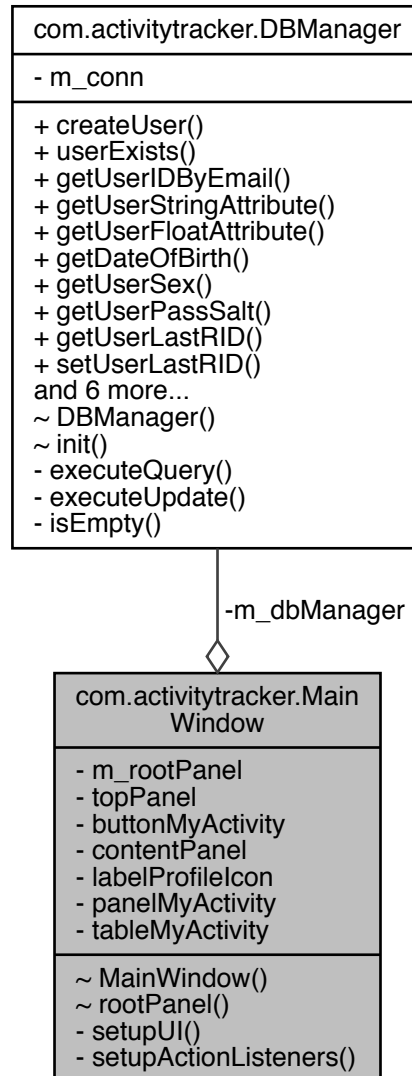 com.activitytracker.DBManager
- m_conn
+ createUser()
+ userExists()
+ getUserIDByEmail()
+ getUserStringAttribute()
+ getUserFloatAttribute()
+ getDateOfBirth()
+ getUserSex()
+ getUserPassSalt()
+ getUserLastRID()
+ setUserLastRID()
and 6 more...
~ DBManager()
~ init()
- executeQuery()
- executeUpdate()
- isEmpty()
-m_dbManager
com.activitytracker.Main
Window
- m_rootPanel
- topPanel
- buttonMyActivity
- contentPanel
- labelProfileIcon
- panelMyActivity
- tableMyActivity
~ MainWindow()
~ rootPanel()
- setupUI()
- setupActionListeners()